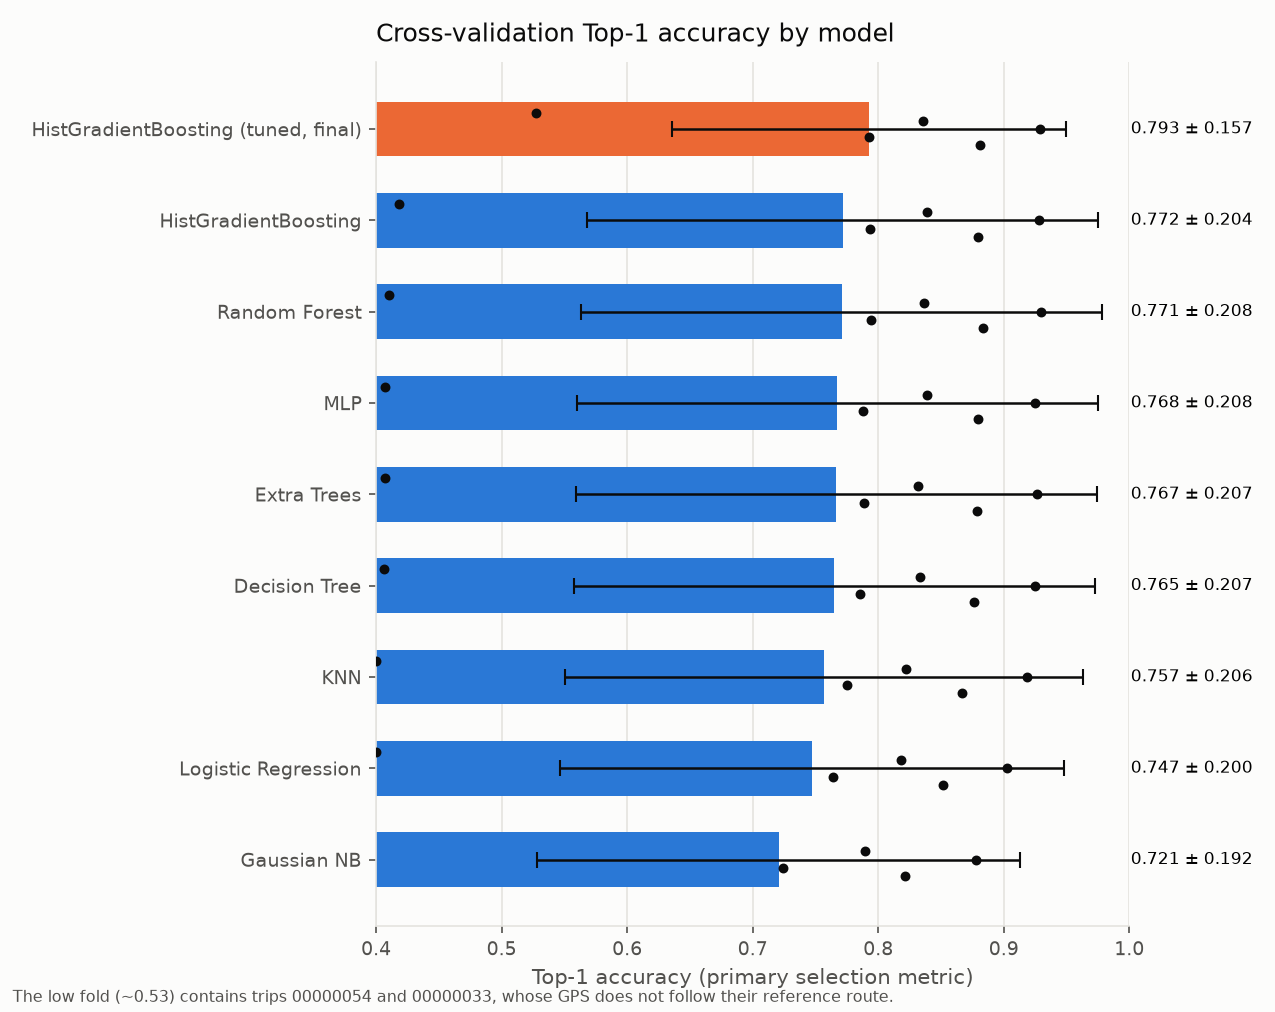 Cross-validation Top-1 accuracy by model
HistGradientBoosting (tuned, final)
0.793 ± 0.157
HistGradientBoosting
0.772 ± 0.204
Random Forest
0.771 ± 0.208
MLP
0.768 ± 0.208
Extra Trees
0.767 ± 0.207
Decision Tree
0.765 ± 0.207
KNN
0.757 ± 0.206
Logistic Regression
0.747 ± 0.200
Gaussian NB
0.721 ± 0.192
0.4 0.5 0.6 0.7 0.8 0.9 1.0
Top-1 accuracy (primary selection metric)
The low fold (~0.53) contains trips 00000054 and 00000033, whose GPS does not follow their reference route.